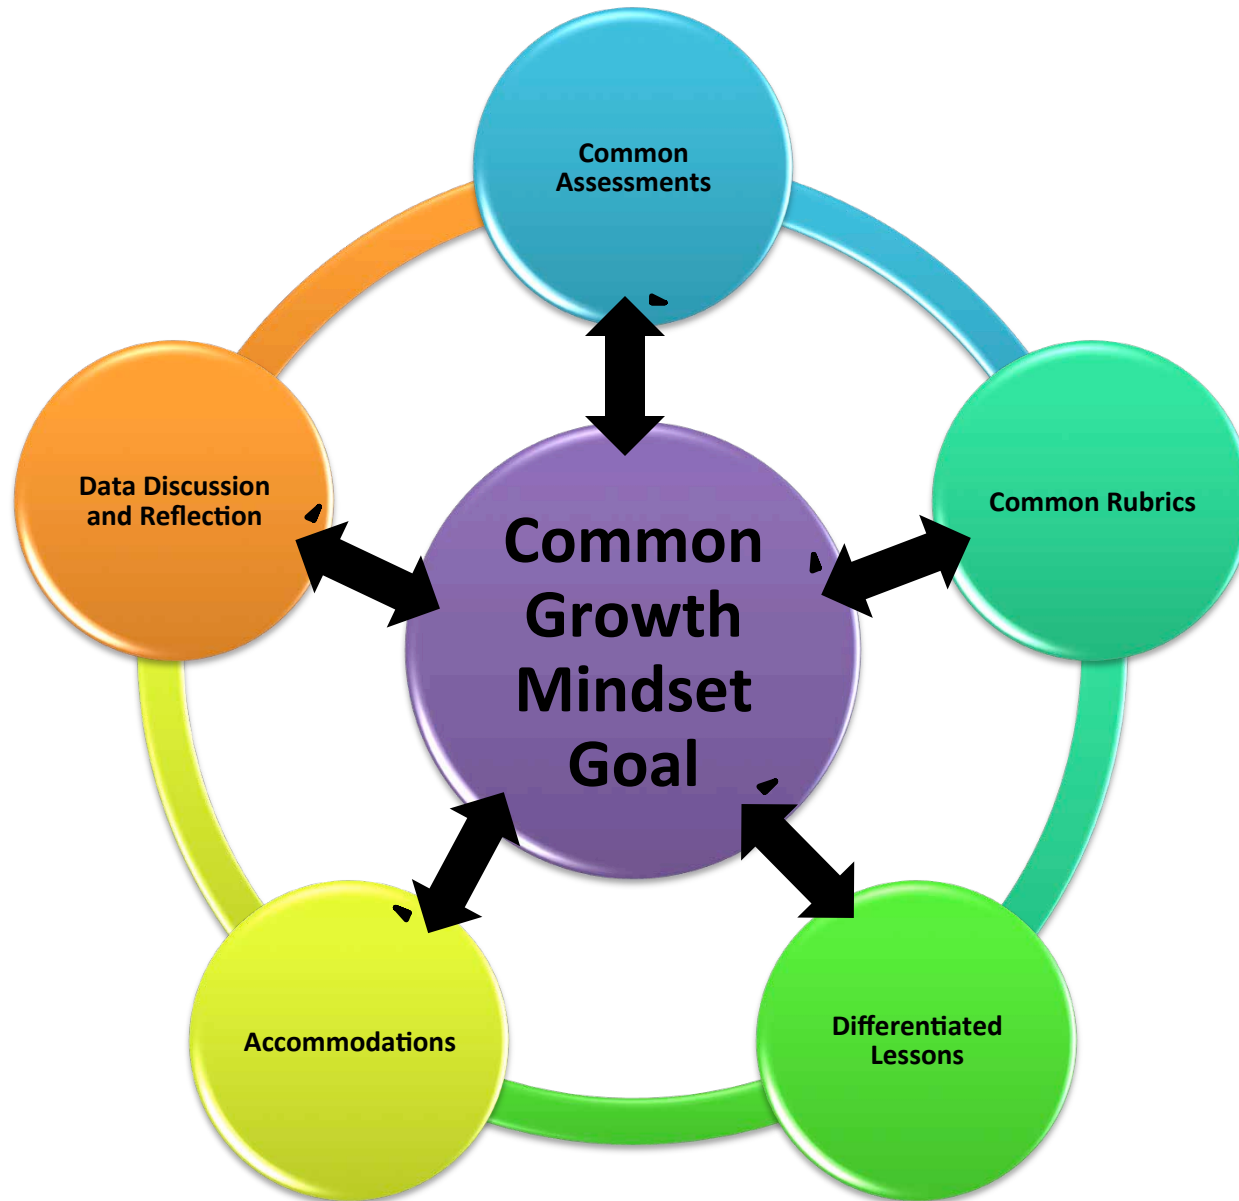 Common
Assessments
Data Discussion
and Reflection
Common Rubrics
Common
Growth
Mindset
Goal
Accommodations
Differentiated
Lessons